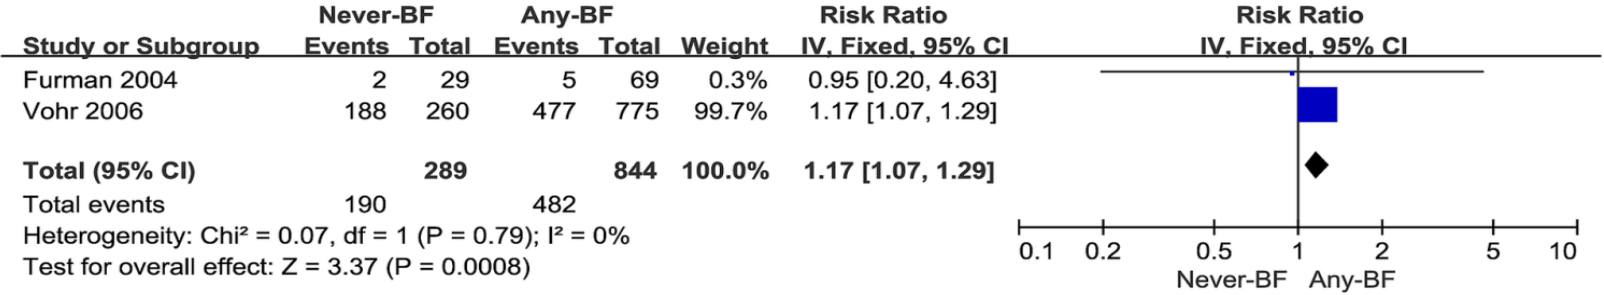 Never-BF Any-BF Risk Ratio Risk Ratio
Study or Subgroup Events Total Events Total Weight IV, Fixed, 95% CI IV, Fixed, 95% CI
Furman 2004 2 29 5 69 0.3% 0.95 [0.20, 4.63]
Vohr 2006 188 260 477 775 99.7% 1.17 [1.07, 1.29]
Total (95% CI) 289 844 100.0% 1.17 [1.07, 1.29]
Total events 190 482
Heterogeneity: Chi² = 0.07, df = 1 (P = 0.79); I² = 0%
Test for overall effect: Z = 3.37 (P = 0.0008)
0.1 0.2 0.5 1 2 5 10
Never-BF Any-BF